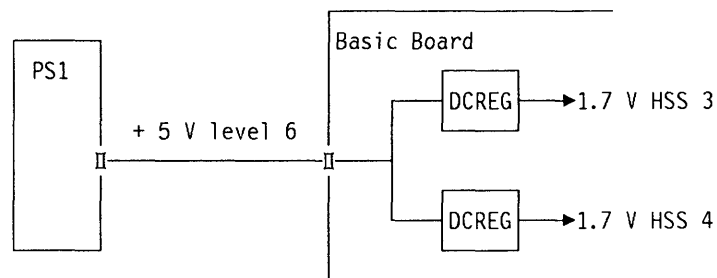 Basic Board
PS1
DCREG
1.7 V HSS 3
+ 5 V level 6
DCREG
1.7 V HSS 4